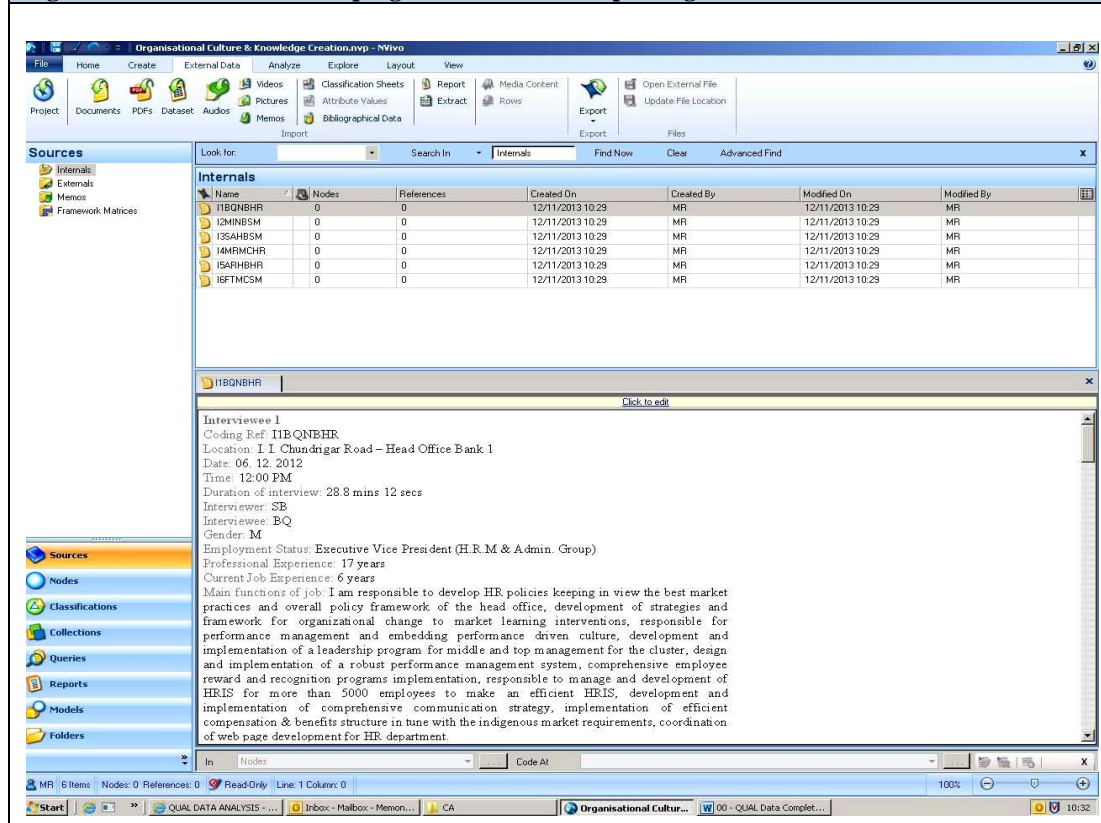 Organisational Culture & Knowledge Creation.nvp - NVivo
File Home Create External Data Analyze Explore Layout View
Project Documents PDFs Dataset Audios Videos Classification Sheets Report Media Content Export Open External File
Pictures Attribute Values Extract Rows Update File Location
Memos Bibliographical Data
Import Export Files
Sources
Internals
Externals
Memos
Framework Matrices
Look for: Search In Internals Find Now Clear Advanced Find x
Internals
Name Nodes References Created On Created By Modified On Modified By
I1BQNBHR 0 0 12/11/2013 10:29 MR 12/11/2013 10:29 MR
I2MINBSM 0 0 12/11/2013 10:29 MR 12/11/2013 10:29 MR
I3SAHBSM 0 0 12/11/2013 10:29 MR 12/11/2013 10:29 MR
I4MRMCHR 0 0 12/11/2013 10:29 MR 12/11/2013 10:29 MR
I5ARHBHR 0 0 12/11/2013 10:29 MR 12/11/2013 10:29 MR
I6FTMCSM 0 0 12/11/2013 10:29 MR 12/11/2013 10:29 MR
I1BQNBHR
Click to edit
Interviewee 1
Coding Ref: I1BQNBHR
Location: I. I. Chundrigar Road – Head Office Bank 1
Date: 06. 12. 2012
Time: 12:00 PM
Duration of interview: 28.8 mins 12 secs
Interviewer: SB
Interviewee: BQ
Gender: M
Employment Status: Executive Vice President (H.R.M & Admin. Group)
Professional Experience: 17 years
Current Job Experience: 6 years
Main functions of job: I am responsible to develop HR policies keeping in view the best market
practices and overall policy framework of the head office, development of strategies and
framework for organizational change to market learning interventions, responsible for
performance management and embedding performance driven culture, development and
implementation of a leadership program for middle and top management for the cluster, design
and implementation of a robust performance management system, comprehensive employee
reward and recognition programs implementation, responsible to manage and development of
HRIS for more than 5000 employees to make an efficient HRIS, development and
implementation of comprehensive communication strategy, implementation of efficient
compensation & benefits structure in tune with the indigenous market requirements, coordination
of web page development for HR department.
Sources
Nodes
Classifications
Collections
Queries
Reports
Models
Folders
In Nodes Code At x
MR 6 Items Nodes: 0 References: 0 Read-Only Line: 1 Column: 0 100%
Start QUAL DATA ANALYSIS - ... Inbox - Mailbox - Memon... CA Organisational Cultur... 00 - QUAL Data Complet... 10:32